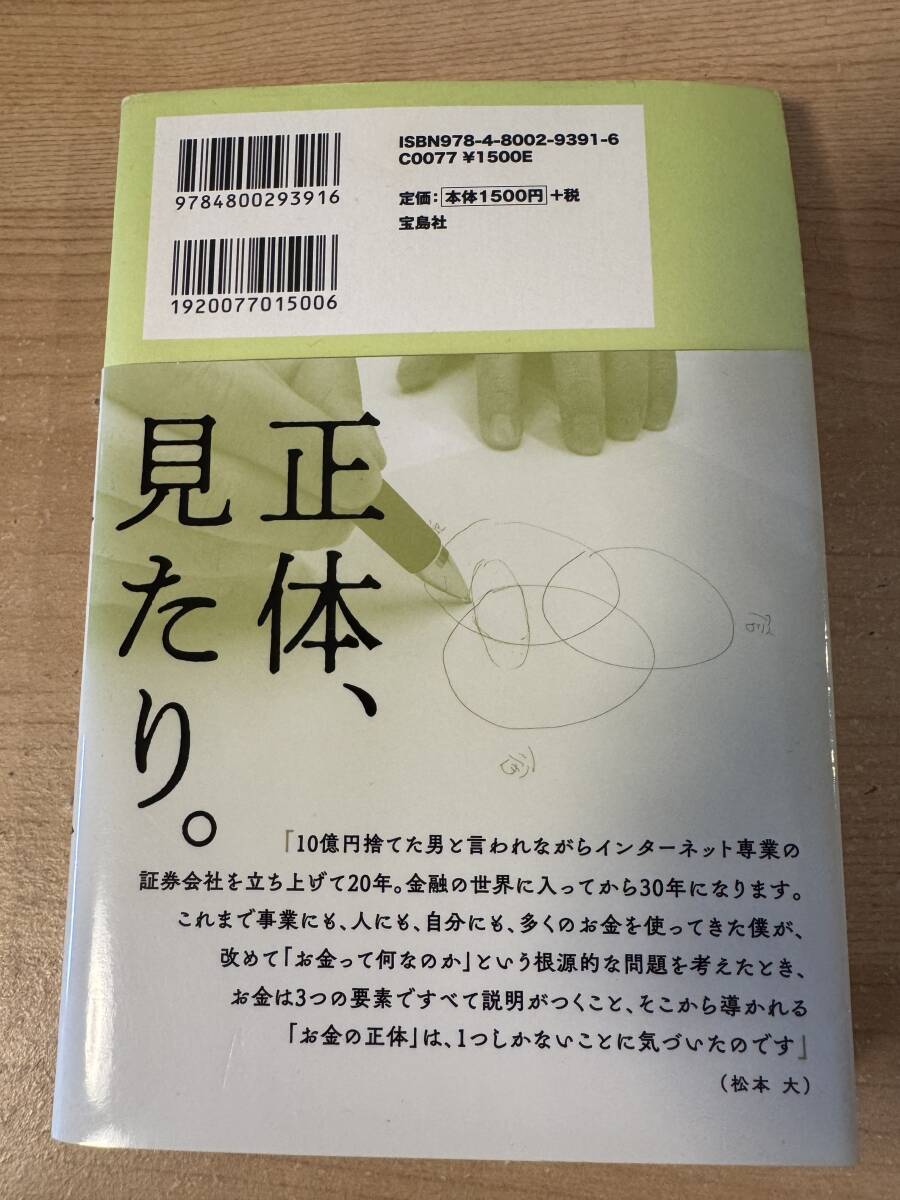 ISBN978-4-8002-9391-6
C0077 ¥1500E
9784800293916
定価：本体1500円+税
宝島社
1920077015006
正体、
見たり。
「10億円捨てた男と言われながらインターネット専業の
証券会社を立ち上げて20年。金融の世界に入ってから30年になります。
これまで事業にも、人にも、自分にも、多くのお金を使ってきた僕が、
改めて「お金って何なのか」という根源的な問題を考えたとき、
お金は3つの要素ですべて説明がつくこと、そこから導かれる
「お金の正体」は、1つしかないことに気づいたのです」
（松本 大）